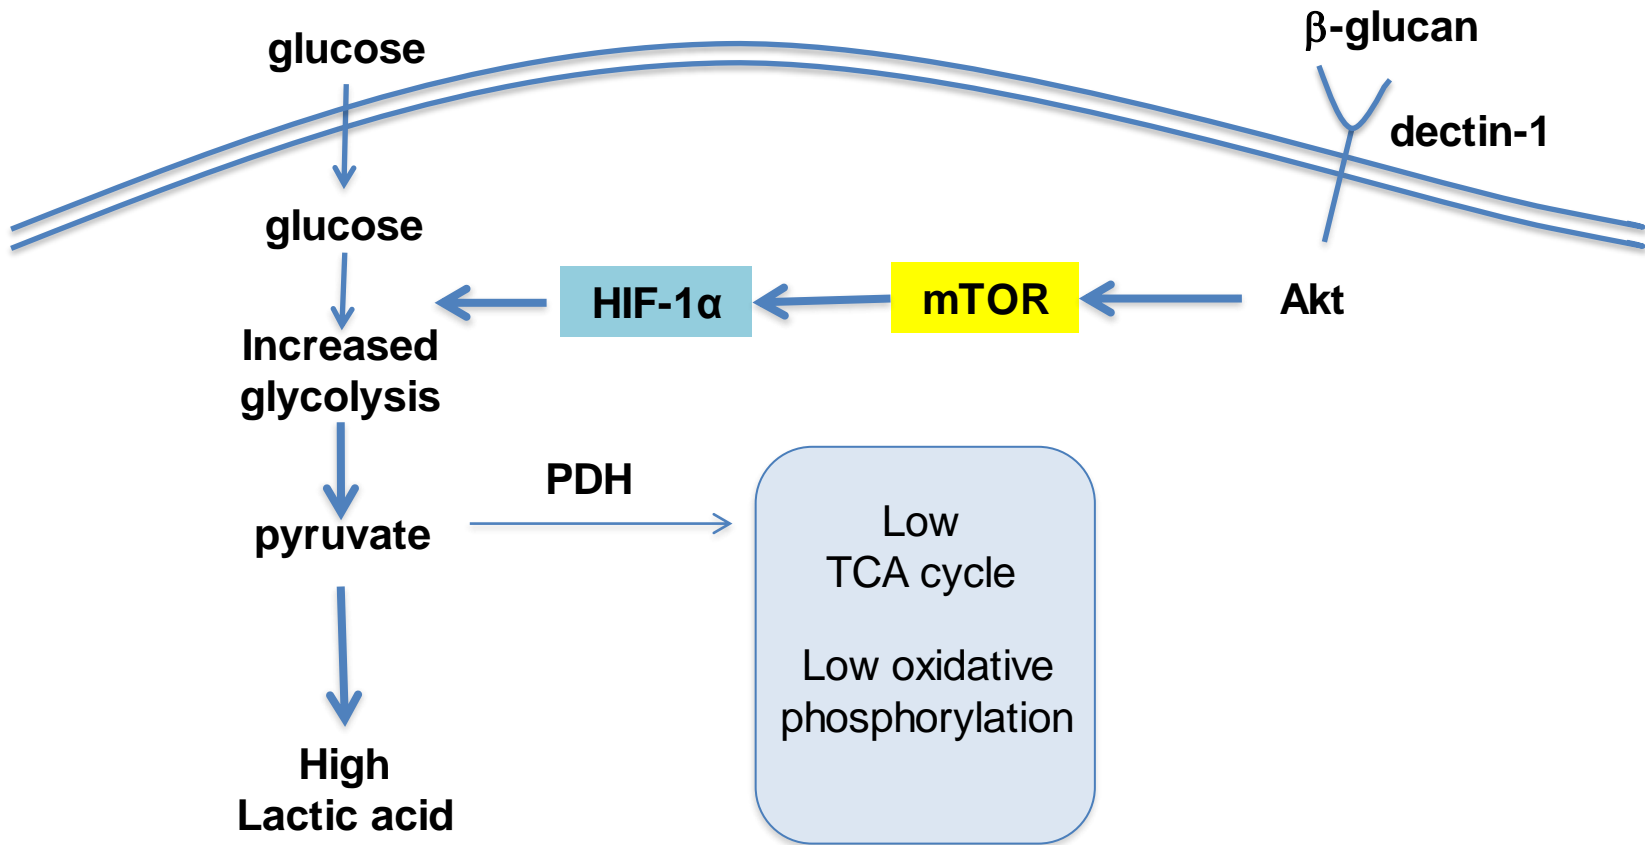 glucose
β-glucan
dectin-1
glucose
HIF-1α
mTOR
Akt
Increased
glycolysis
PDH
pyruvate
Low
TCA cycle
Low oxidative
phosphorylation
High
Lactic acid